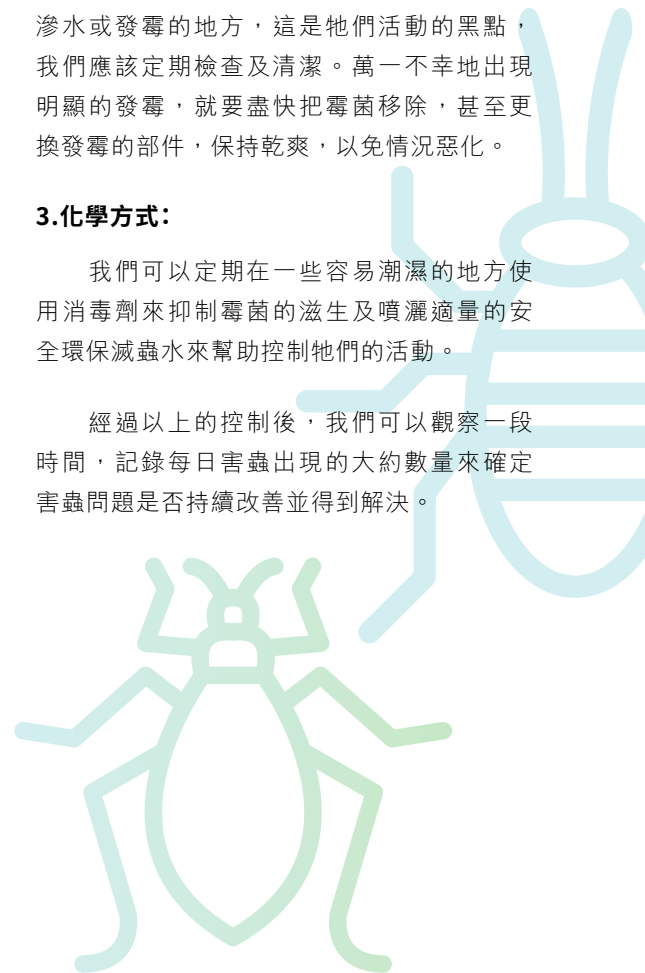 滲水或發霉的地方，這是牠們活動的黑點，
我們應該定期檢查及清潔。萬一不幸地出現
明顯的發霉，就要盡快把霉菌移除，甚至更
換發霉的部件，保持乾爽，以免情況惡化。
3.化學方式：
我們可以定期在一些容易潮濕的地方使
用消毒劑來抑制霉菌的滋生及噴灑適量的安
全環保滅蟲水來幫助控制牠們的活動。
經過以上的控制後，我們可以觀察一段
時間，記錄每日害蟲出現的大約數量來確定
害蟲問題是否持續改善並得到解決。